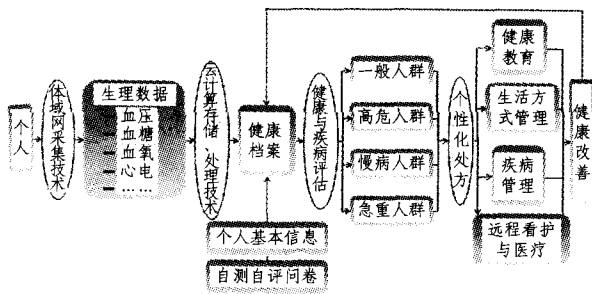 个人
体域网采集技术
生理数据
血压
血糖
血氧
心电
……
云计算存储、处理技术
健康
档案
个人基本信息
自测自评问卷
健康与疾病评估
一般人群
高危人群
慢病人群
急重人群
个性化处方
健康
教育
生活方
式管理
疾病
管理
远程看护
与医疗
健康改善